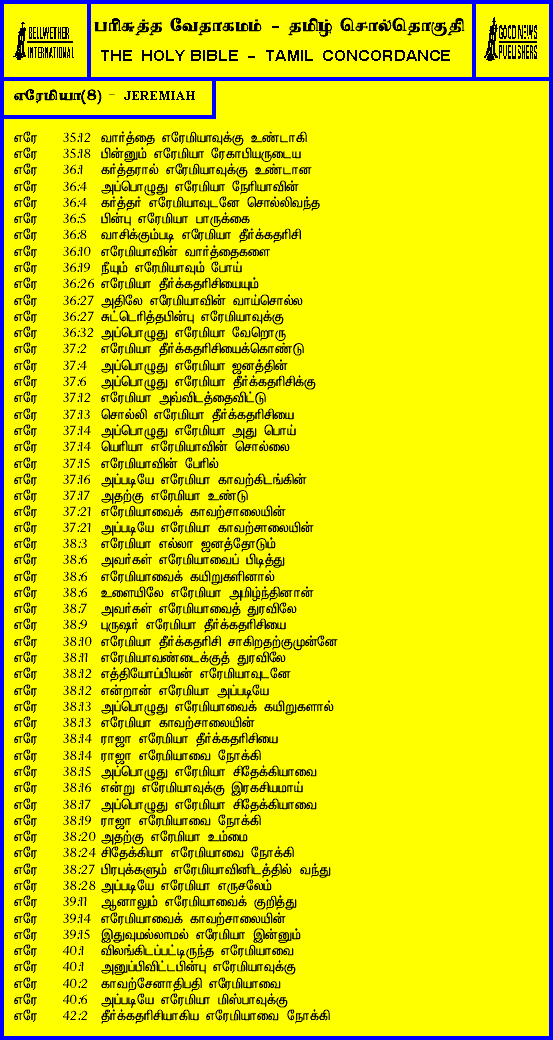 BELLWETHER
INTERNATIONAL
பரிசுத்த வேதாகமம் - தமிழ் சொல்தொகுதி
THE HOLY BIBLE - TAMIL CONCORDANCE
GOOD NEWS
PUBLISHERS
எரேமியா(8) - JEREMIAH
எரே 35:12 வார்த்தை எரேமியாவுக்கு உண்டாகி
எரே 35:18 பின்னும் எரேமியா ரேகாபியருடைய
எரே 36:1 கர்த்தரால் எரேமியாவுக்கு உண்டான
எரே 36:4 அப்பொழுது எரேமியா நேரியாவின்
எரே 36:4 கர்த்தர் எரேமியாவுடனே சொல்லிவந்த
எரே 36:5 பின்பு எரேமியா பாருக்கை
எரே 36:8 வாசிக்கும்படி எரேமியா தீர்க்கதரிசி
எரே 36:10 எரேமியாவின் வார்த்தைகளை
எரே 36:19 நீயும் எரேமியாவும் போய்
எரே 36:26 எரேமியா தீர்க்கதரிசியையும்
எரே 36:27 அதிலே எரேமியாவின் வாய்சொல்ல
எரே 36:27 சுட்டெரித்தபின்பு எரேமியாவுக்கு
எரே 36:32 அப்பொழுது எரேமியா வேறொரு
எரே 37:2 எரேமியா தீர்க்கதரிசியைக்கொண்டு
எரே 37:4 அப்பொழுது எரேமியா ஜனத்தின்
எரே 37:6 அப்பொழுது எரேமியா தீர்க்கதரிசிக்கு
எரே 37:12 எரேமியா அவ்விடத்தைவிட்டு
எரே 37:13 சொல்லி எரேமியா தீர்க்கதரிசியை
எரே 37:14 அப்பொழுது எரேமியா அது பொய்
எரே 37:14 யெரியா எரேமியாவின் சொல்லை
எரே 37:15 எரேமியாவின் பேரில்
எரே 37:16 அப்படியே எரேமியா காவற்கிடங்கின்
எரே 37:17 அதற்கு எரேமியா உண்டு
எரே 37:21 எரேமியாவைக் காவற்சாலையின்
எரே 37:21 அப்படியே எரேமியா காவற்சாலையின்
எரே 38:3 எரேமியா எல்லா ஜனத்தோடும்
எரே 38:6 அவர்கள் எரேமியாவைப் பிடித்து
எரே 38:6 எரேமியாவைக் கயிறுகளினால்
எரே 38:6 உளையிலே எரேமியா அமிழ்ந்தினான்
எரே 38:7 அவர்கள் எரேமியாவைத் துரவிலே
எரே 38:9 புருஷர் எரேமியா தீர்க்கதரிசியை
எரே 38:10 எரேமியா தீர்க்கதரிசி சாகிறதற்குமுன்னே
எரே 38:11 எரேமியாவண்டைக்குத் துரவிலே
எரே 38:12 எத்தியோப்பியன் எரேமியாவுடனே
எரே 38:12 என்றான் எரேமியா அப்படியே
எரே 38:13 அப்பொழுது எரேமியாவைக் கயிறுகளால்
எரே 38:13 எரேமியா காவற்சாலையின்
எரே 38:14 ராஜா எரேமியா தீர்க்கதரிசியை
எரே 38:14 ராஜா எரேமியாவை நோக்கி
எரே 38:15 அப்பொழுது எரேமியா சிதேக்கியாவை
எரே 38:16 என்று எரேமியாவுக்கு இரகசியமாய்
எரே 38:17 அப்பொழுது எரேமியா சிதேக்கியாவை
எரே 38:19 ராஜா எரேமியாவை நோக்கி
எரே 38:20 அதற்கு எரேமியா உம்மை
எரே 38:24 சிதேக்கியா எரேமியாவை நோக்கி
எரே 38:27 பிரபுக்களும் எரேமியாவினிடத்தில் வந்து
எரே 38:28 அப்படியே எரேமியா எருசலேம்
எரே 39:11 ஆனாலும் எரேமியாவைக் குறித்து
எரே 39:14 எரேமியாவைக் காவற்சாலையின்
எரே 39:15 இதுவுமல்லாமல் எரேமியா இன்னும்
எரே 40:1 விலங்கிடப்பட்டிருந்த எரேமியாவை
எரே 40:1 அனுப்பிவிட்டபின்பு எரேமியாவுக்கு
எரே 40:2 காவற்சேனாதிபதி எரேமியாவை
எரே 40:6 அப்படியே எரேமியா மிஸ்பாவுக்கு
எரே 42:2 தீர்க்கதரிசியாகிய எரேமியாவை நோக்கி